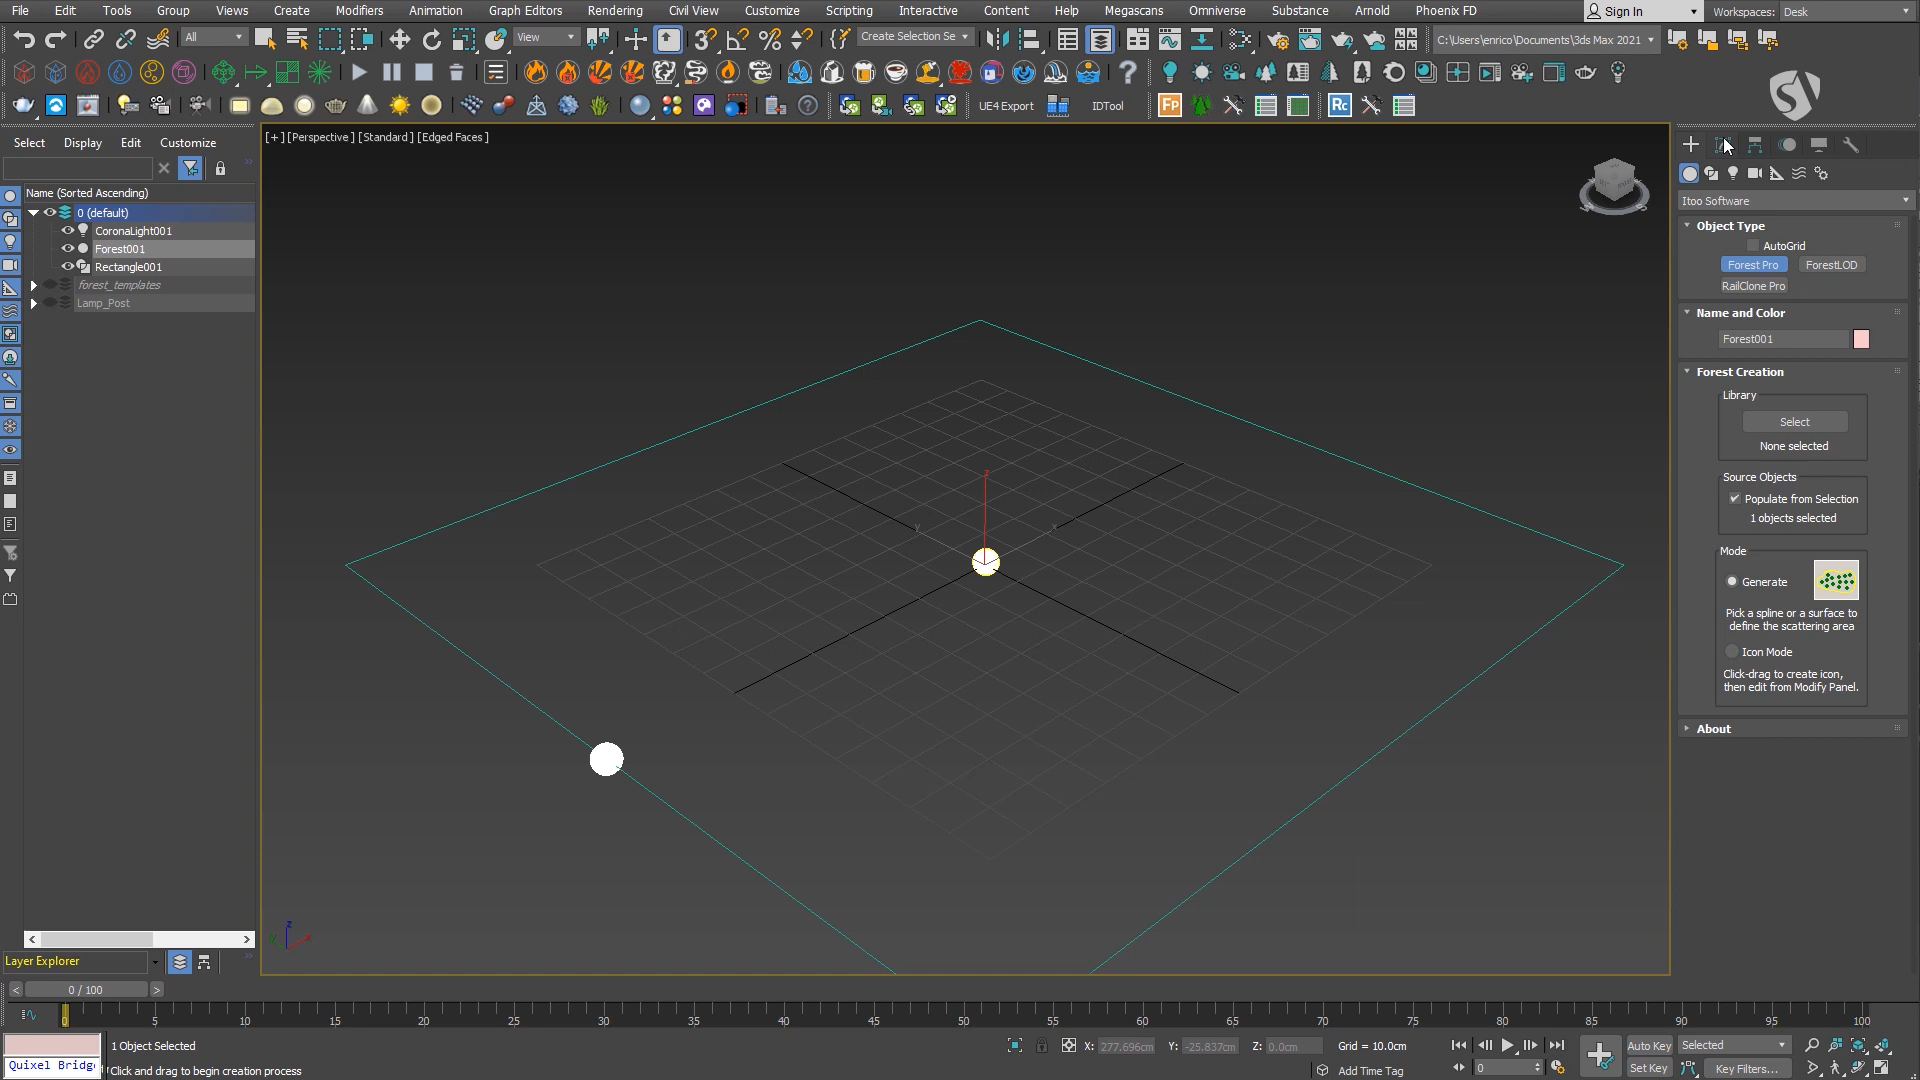 File Edit Tools Group Views Create Modifiers Animation Graph Editors Rendering Civil View Customize Scripting Interactive Content Help Megascans Omniverse Substance Arnold Phoenix FD Sign In Workspaces: Desk
All View Create Selection Se C:\Users\enrico\Documents\3ds Max 2021
UE4 Export IDTool Fp Rc
Select Display Edit Customize
[+] [Perspective] [Standard] [Edged Faces]
Name (Sorted Ascending)
0 (default)
CoronaLight001
Forest001
Rectangle001
forest_templates
Lamp_Post
Itoo Software
Object Type
AutoGrid
Forest Pro ForestLOD
RailClone Pro
Name and Color
Forest001
Forest Creation
Library
Select
None selected
Source Objects
Populate from Selection
1 objects selected
Mode
Generate
Pick a spline or a surface to
define the scattering area
Icon Mode
Click-drag to create icon,
then edit from Modify Panel.
About
z
y x
z
Layer Explorer
< 0 / 100 >
0 5 10 15 20 25 30 35 40 45 50 55 60 65 70 75 80 85 90 95 100
1 Object Selected X: 277.696cm Y: -25.837cm Z: 0.0cm Grid = 10.0cm Auto Key Selected
Quixel Bridg Click and drag to begin creation process Add Time Tag 0 Set Key Key Filters...